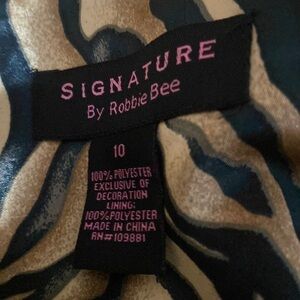 SIGNATURE
By Robbie Bee
10
100% POLYESTER
EXCLUSIVE OF
DECORATION
LINING:
100% POLYESTER
MADE IN CHINA
RN#109881